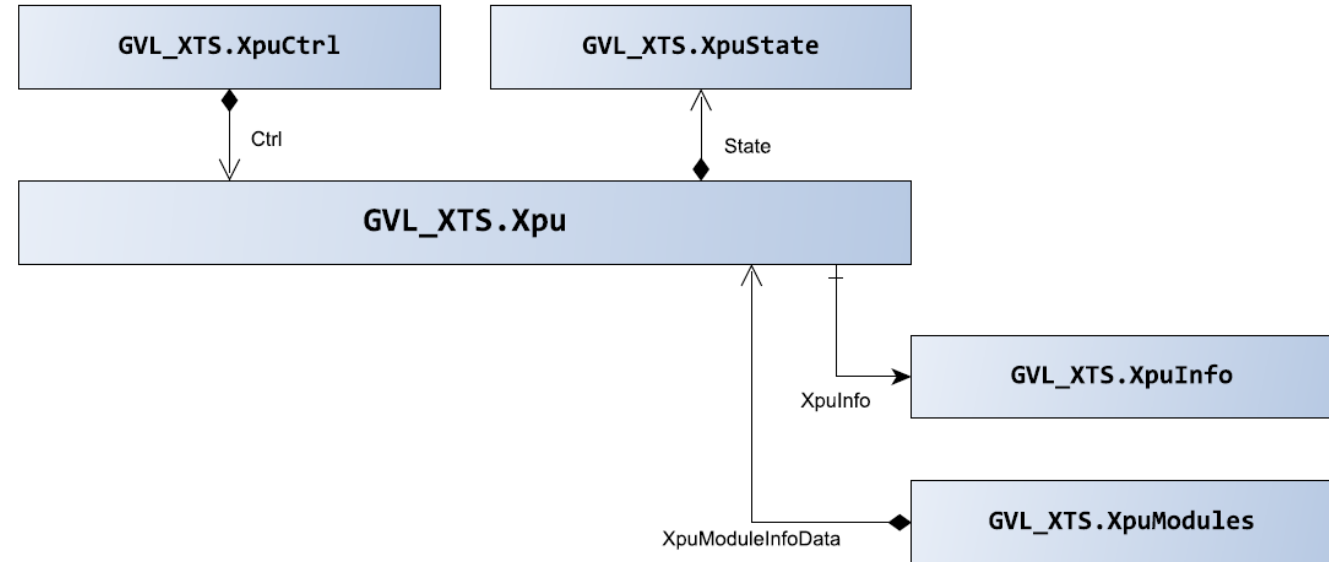 GVL_XTS.XpuCtrl
GVL_XTS.XpuState
Ctrl
State
GVL_XTS.Xpu
GVL_XTS.XpuInfo
XpuInfo
GVL_XTS.XpuModules
XpuModuleInfoData